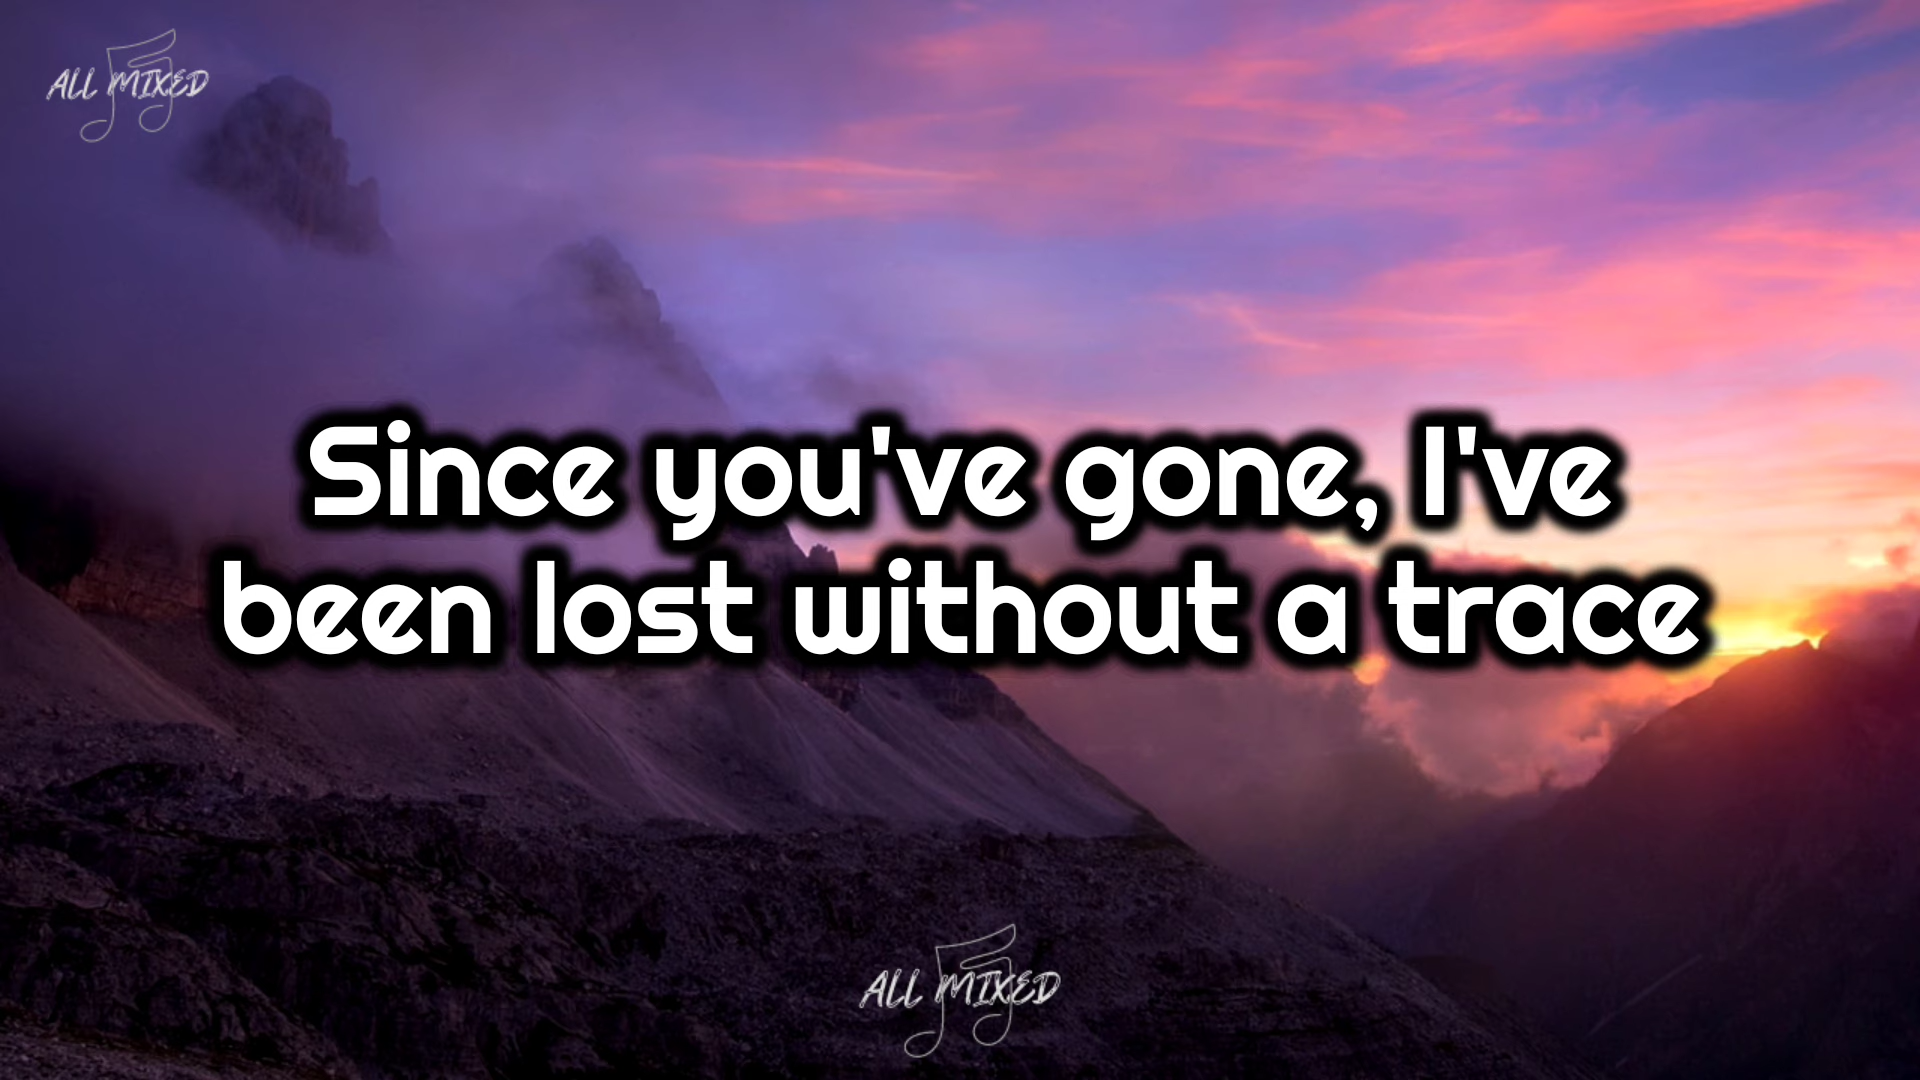 ALL MIXED
Since you've gone, I've
been lost without a trace
ALL MIXED